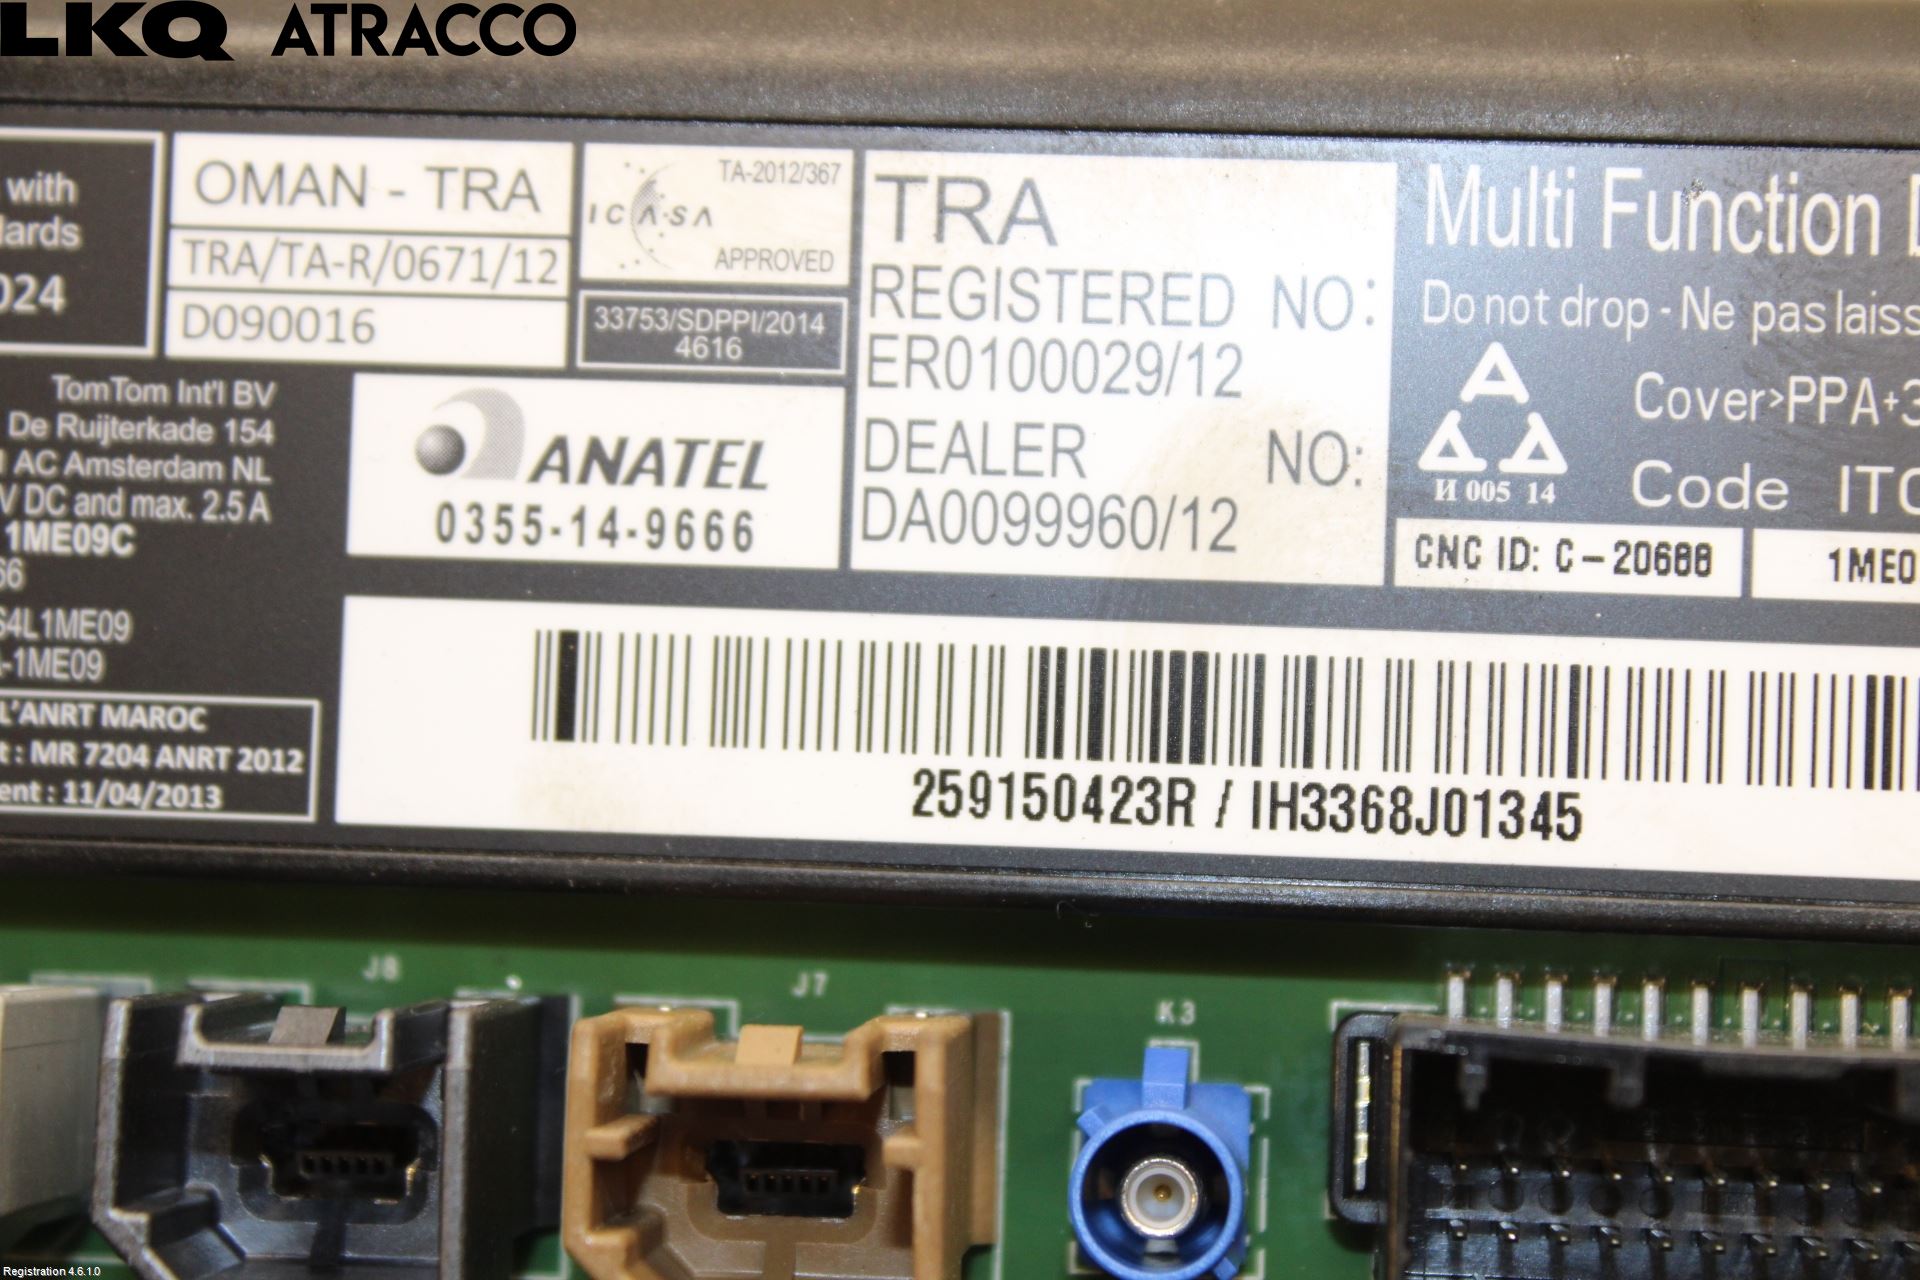 LKQ ATRACCO
with
dards
024
OMAN - TRA
TRA/TA-R/0671/12
D090016
ICASA
TA-2012/367
APPROVED
33753/SDPPI/2014
4616
TRA
REGISTERED NO:
ER0100029/12
DEALER NO:
DA0099960/12
Multi Function D
Do not drop - Ne pas laiss
Cover>PPA+3
Code ITC
И 005 14
CNC ID: C-20688
1ME0
TomTom Int'l BV
De Ruijterkade 154
AC Amsterdam NL
V DC and max. 2.5 A
1ME09C
66
S4L1ME09
-1ME09
ANATEL
0355-14-9666
L'ANRT MAROC
t : MR 7204 ANRT 2012
ent : 11/04/2013
259150423R / IH3368J01345
J8
J7
K3
Registration 4.6.1.0